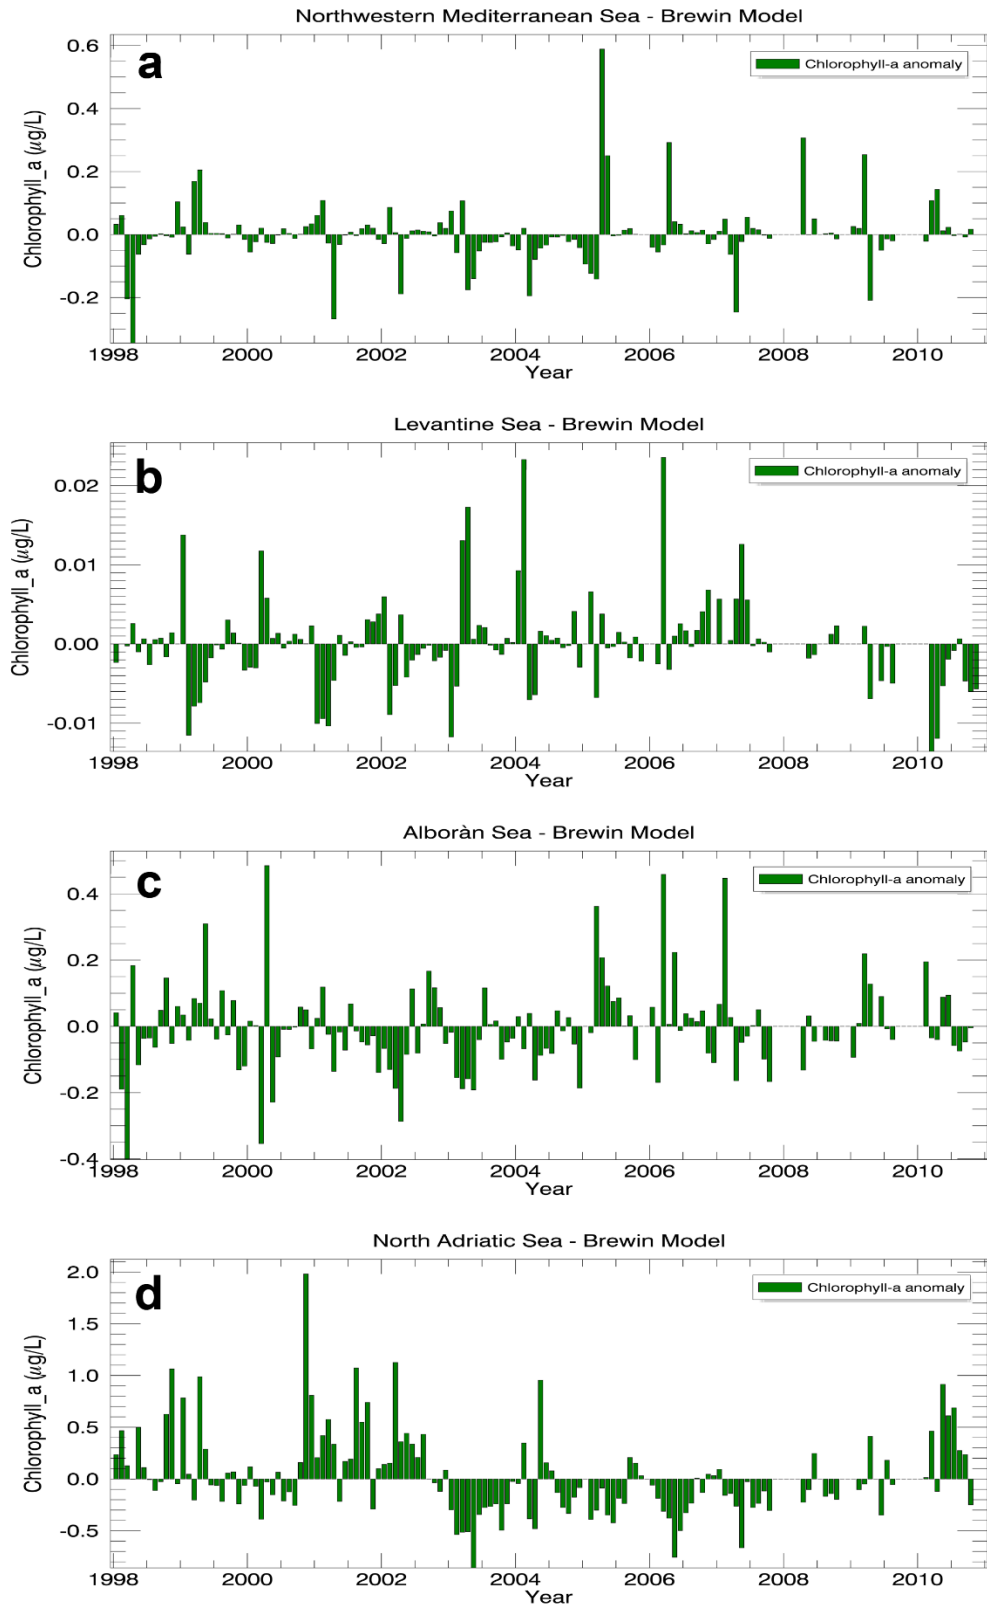 Northwestern Mediterranean Sea - Brewin Model
a
Chlorophyll-a anomaly
0.6
0.4
0.2
0.0
-0.2
Chlorophyll_a (µg/L)
1998 2000 2002 2004 2006 2008 2010
Year
Levantine Sea - Brewin Model
b
Chlorophyll-a anomaly
0.02
0.01
0.00
-0.01
Chlorophyll_a (µg/L)
1998 2000 2002 2004 2006 2008 2010
Year
Alboràn Sea - Brewin Model
c
Chlorophyll-a anomaly
0.4
0.2
0.0
-0.2
-0.4
Chlorophyll_a (µg/L)
1998 2000 2002 2004 2006 2008 2010
Year
North Adriatic Sea - Brewin Model
d
Chlorophyll-a anomaly
2.0
1.5
1.0
0.5
0.0
-0.5
Chlorophyll_a (µg/L)
1998 2000 2002 2004 2006 2008 2010
Year